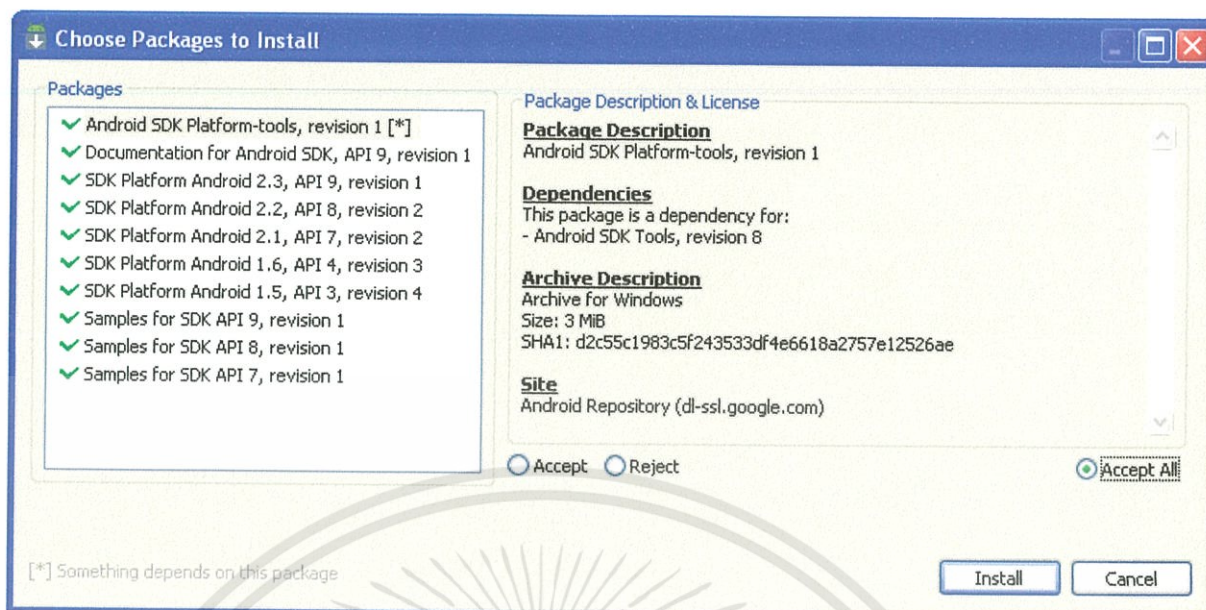 Choose Packages to Install
Packages
Android SDK Platform-tools, revision 1 [*]
Documentation for Android SDK, API 9, revision 1
SDK Platform Android 2.3, API 9, revision 1
SDK Platform Android 2.2, API 8, revision 2
SDK Platform Android 2.1, API 7, revision 2
SDK Platform Android 1.6, API 4, revision 3
SDK Platform Android 1.5, API 3, revision 4
Samples for SDK API 9, revision 1
Samples for SDK API 8, revision 1
Samples for SDK API 7, revision 1
Package Description & License
Package Description
Android SDK Platform-tools, revision 1
Dependencies
This package is a dependency for:
- Android SDK Tools, revision 8
Archive Description
Archive for Windows
Size: 3 MiB
SHA1: d2c55c1983c5f243533df4e6618a2757e12526ae
Site
Android Repository (dl-ssl.google.com)
Accept Reject Accept All
[*] Something depends on this package
Install Cancel